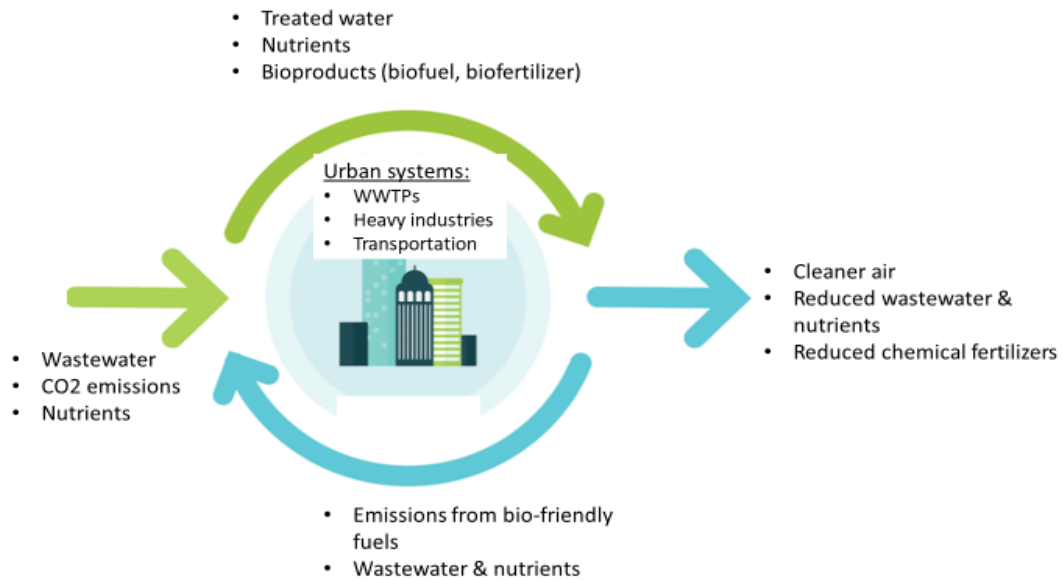 • Treated water
• Nutrients
• Bioproducts (biofuel, biofertilizer)
Urban systems:
• WWTPs
• Heavy industries
• Transportation
• Wastewater
• CO2 emissions
• Nutrients
• Cleaner air
• Reduced wastewater &
nutrients
• Reduced chemical fertilizers
• Emissions from bio-friendly
fuels
• Wastewater & nutrients